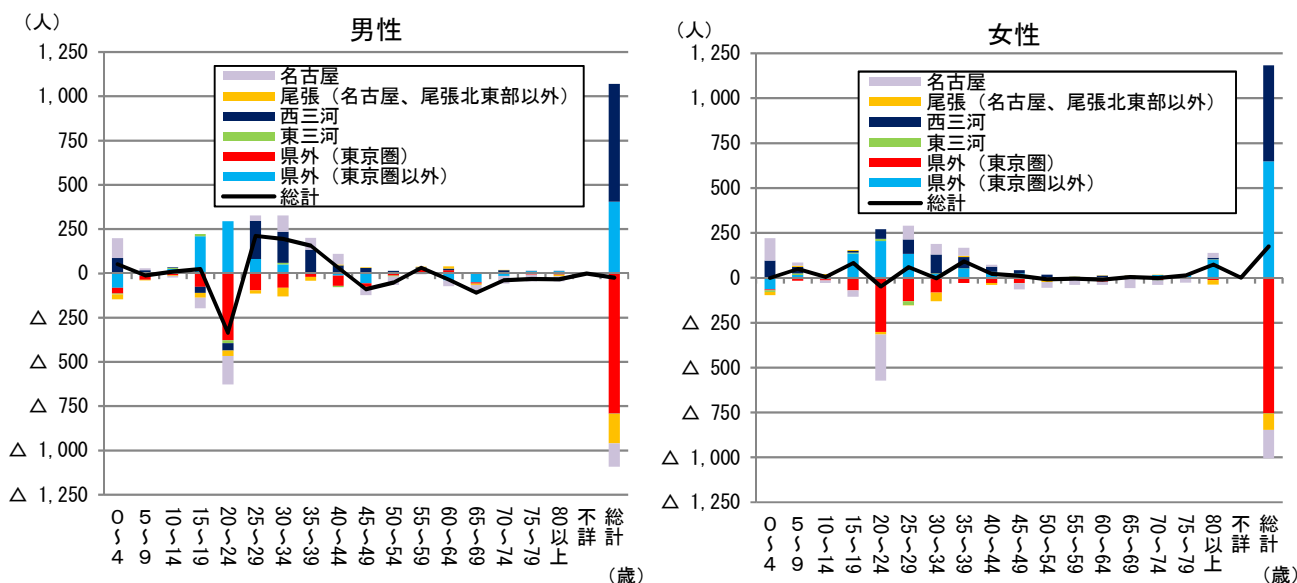 （人）
男性
1,250
1,000
750
500
250
0
△ 250
△ 500
△ 750
△ 1,000
△ 1,250
名古屋
尾張（名古屋、尾張北東部以外）
西三河
東三河
県外（東京圏）
県外（東京圏以外）
総計
０～４
５～９
10～14
15～19
20～24
25～29
30～34
35～39
40～44
45～49
50～54
55～59
60～64
65～69
70～74
75～79
80以上
不詳
総計
（歳）
（人）
女性
1,250
1,000
750
500
250
0
△ 250
△ 500
△ 750
△ 1,000
△ 1,250
名古屋
尾張（名古屋、尾張北東部以外）
西三河
東三河
県外（東京圏）
県外（東京圏以外）
総計
０～４
５～９
10～14
15～19
20～24
25～29
30～34
35～39
40～44
45～49
50～54
55～59
60～64
65～69
70～74
75～79
80以上
不詳
総計
（歳）